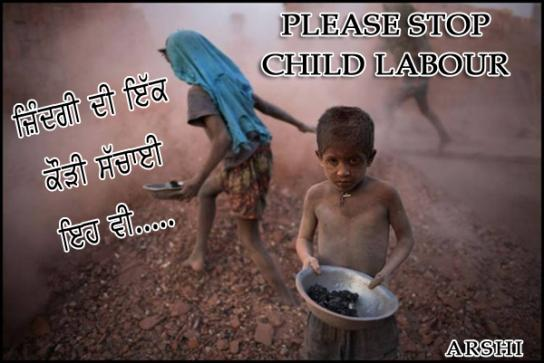 PLEASE STOP
CHILD LABOUR
ਜ਼ਿੰਦਗੀ ਦੀ ਇੱਕ
ਕੌੜੀ ਸੱਚਾਈ
ਇਹ ਵੀ.....
ARSHI